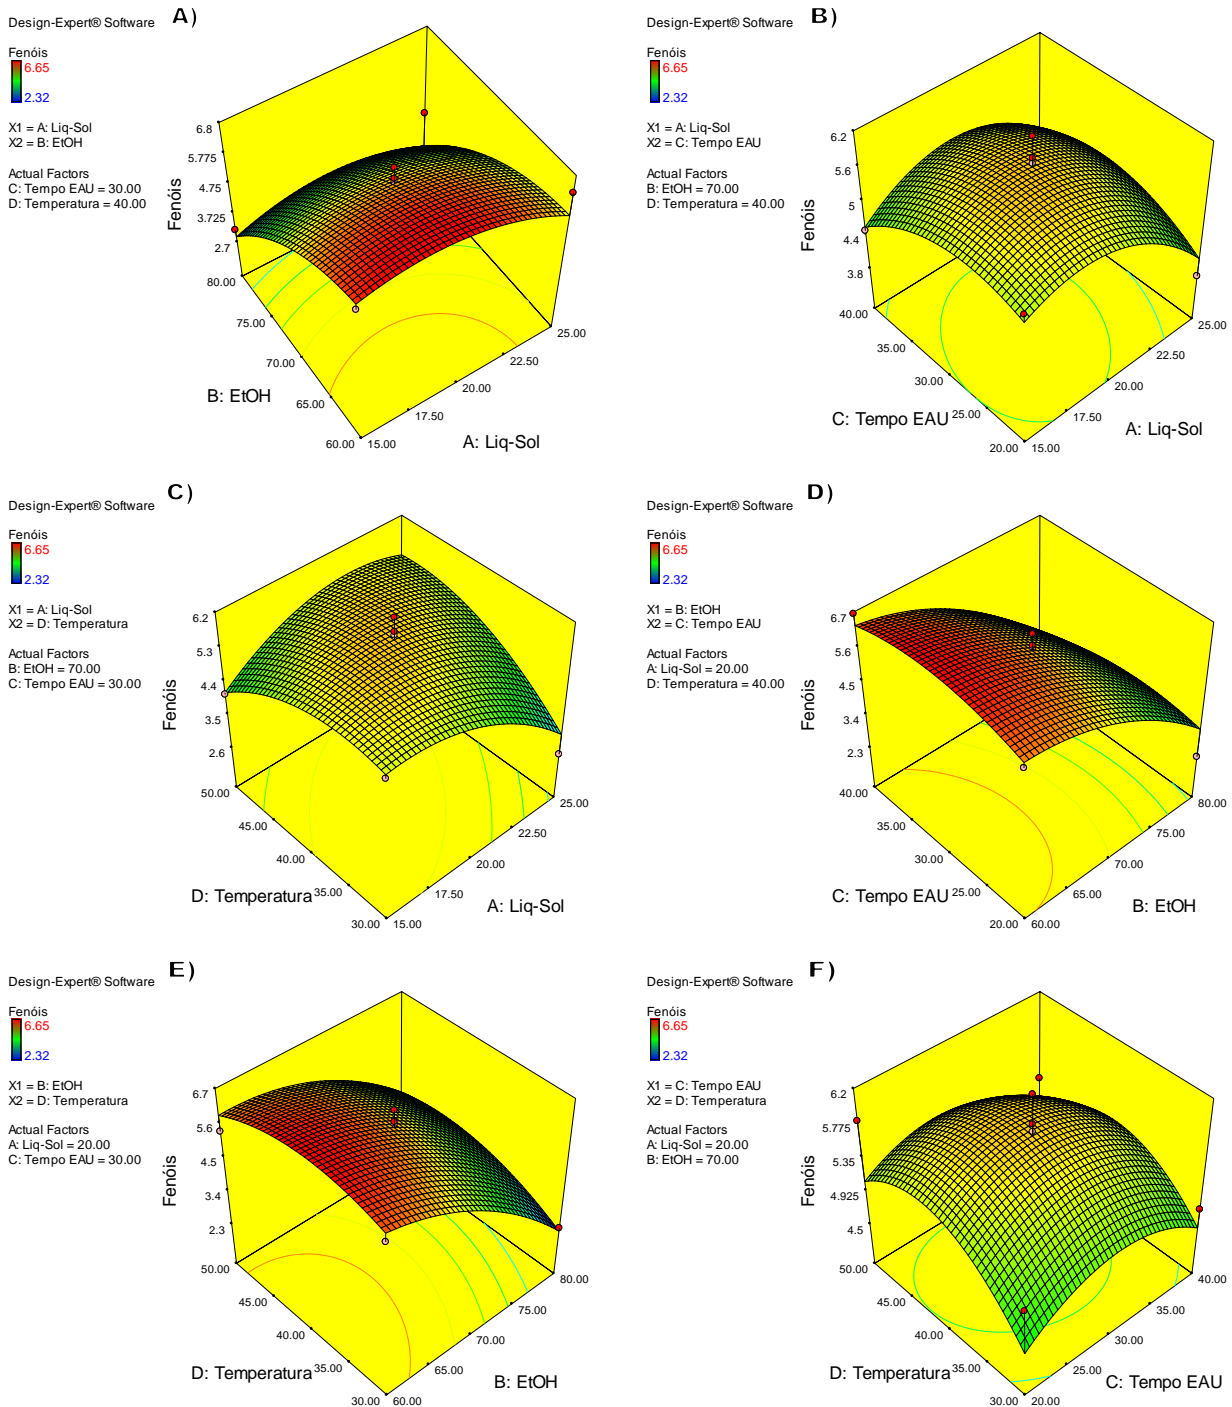 A)
Design-Expert® Software
Fenóis
6.65
2.32
X1 = A: Liq-Sol
X2 = B: EtOH
Actual Factors
C: Tempo EAU = 30.00
D: Temperatura = 40.00
6.8
5.775
4.75
3.725
2.7
Fenóis
80.00
75.00
70.00
65.00
60.00
15.00
17.50
20.00
22.50
25.00
B: EtOH
A: Liq-Sol
B)
Design-Expert® Software
Fenóis
6.65
2.32
X1 = A: Liq-Sol
X2 = C: Tempo EAU
Actual Factors
B: EtOH = 70.00
D: Temperatura = 40.00
6.2
5.6
5
4.4
3.8
Fenóis
40.00
35.00
30.00
25.00
20.00
15.00
17.50
20.00
22.50
25.00
C: Tempo EAU
A: Liq-Sol
C)
Design-Expert® Software
Fenóis
6.65
2.32
X1 = A: Liq-Sol
X2 = D: Temperatura
Actual Factors
B: EtOH = 70.00
C: Tempo EAU = 30.00
6.2
5.3
4.4
3.5
2.6
Fenóis
50.00
45.00
40.00
35.00
30.00
15.00
17.50
20.00
22.50
25.00
D: Temperatura
A: Liq-Sol
D)
Design-Expert® Software
Fenóis
6.65
2.32
X1 = B: EtOH
X2 = C: Tempo EAU
Actual Factors
A: Liq-Sol = 20.00
D: Temperatura = 40.00
6.7
5.6
4.5
3.4
2.3
Fenóis
40.00
35.00
30.00
25.00
20.00
60.00
65.00
70.00
75.00
80.00
C: Tempo EAU
B: EtOH
E)
Design-Expert® Software
Fenóis
6.65
2.32
X1 = B: EtOH
X2 = D: Temperatura
Actual Factors
A: Liq-Sol = 20.00
C: Tempo EAU = 30.00
6.7
5.6
4.5
3.4
2.3
Fenóis
50.00
45.00
40.00
35.00
30.00
60.00
65.00
70.00
75.00
80.00
D: Temperatura
B: EtOH
F)
Design-Expert® Software
Fenóis
6.65
2.32
X1 = C: Tempo EAU
X2 = D: Temperatura
Actual Factors
A: Liq-Sol = 20.00
B: EtOH = 70.00
6.2
5.775
5.35
4.925
4.5
Fenóis
50.00
45.00
40.00
35.00
30.00
20.00
25.00
30.00
35.00
40.00
D: Temperatura
C: Tempo EAU